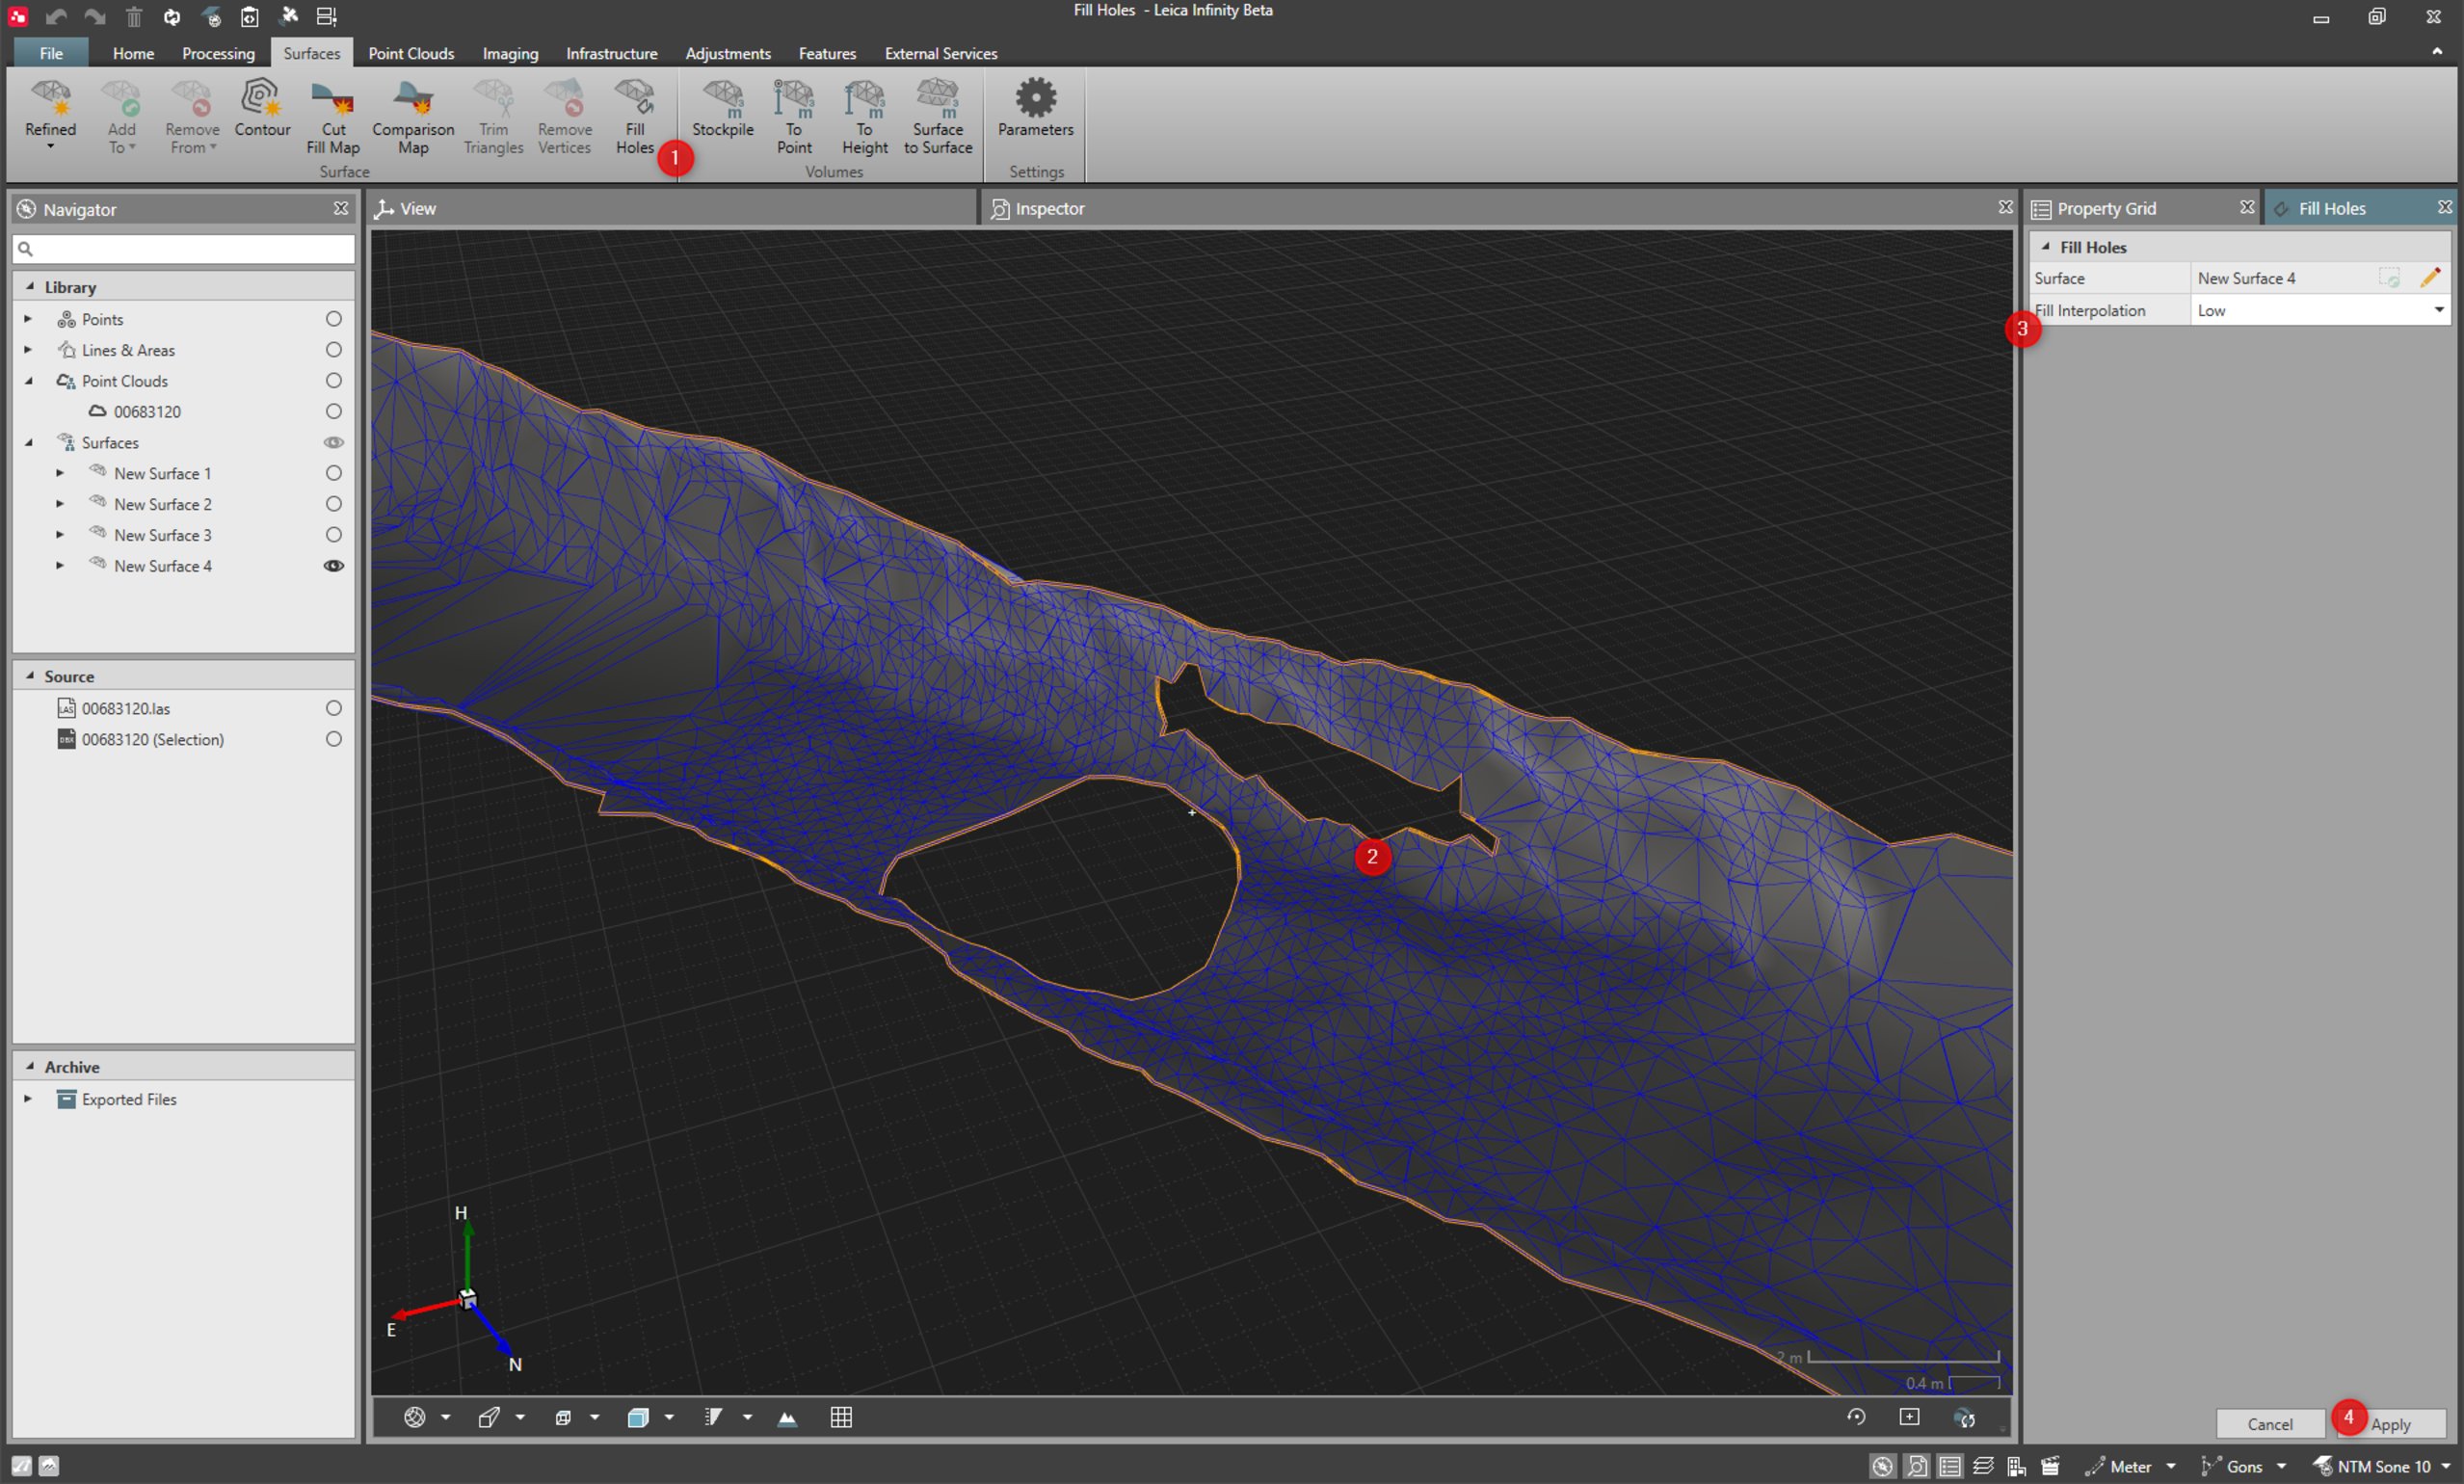 Fill Holes - Leica Infinity Beta
File Home Processing Surfaces Point Clouds Imaging Infrastructure Adjustments Features External Services
Refined
Add To
Remove From
Contour
Cut Fill Map
Comparison Map
Trim Triangles
Remove Vertices
Fill Holes
1
Stockpile
To Point
To Height
Surface to Surface
Parameters
Surface
Volumes
Settings
Navigator
View
Inspector
Property Grid
Fill Holes
Library
Points
Lines & Areas
Point Clouds
00683120
Surfaces
New Surface 1
New Surface 2
New Surface 3
New Surface 4
Source
LAS 00683120.las
DBX 00683120 (Selection)
Archive
Exported Files
2
H
E
N
2 m
0.4 m
Fill Holes
Surface New Surface 4
Fill Interpolation Low
3
Cancel
4 Apply
Meter
Gons
NTM Sone 10